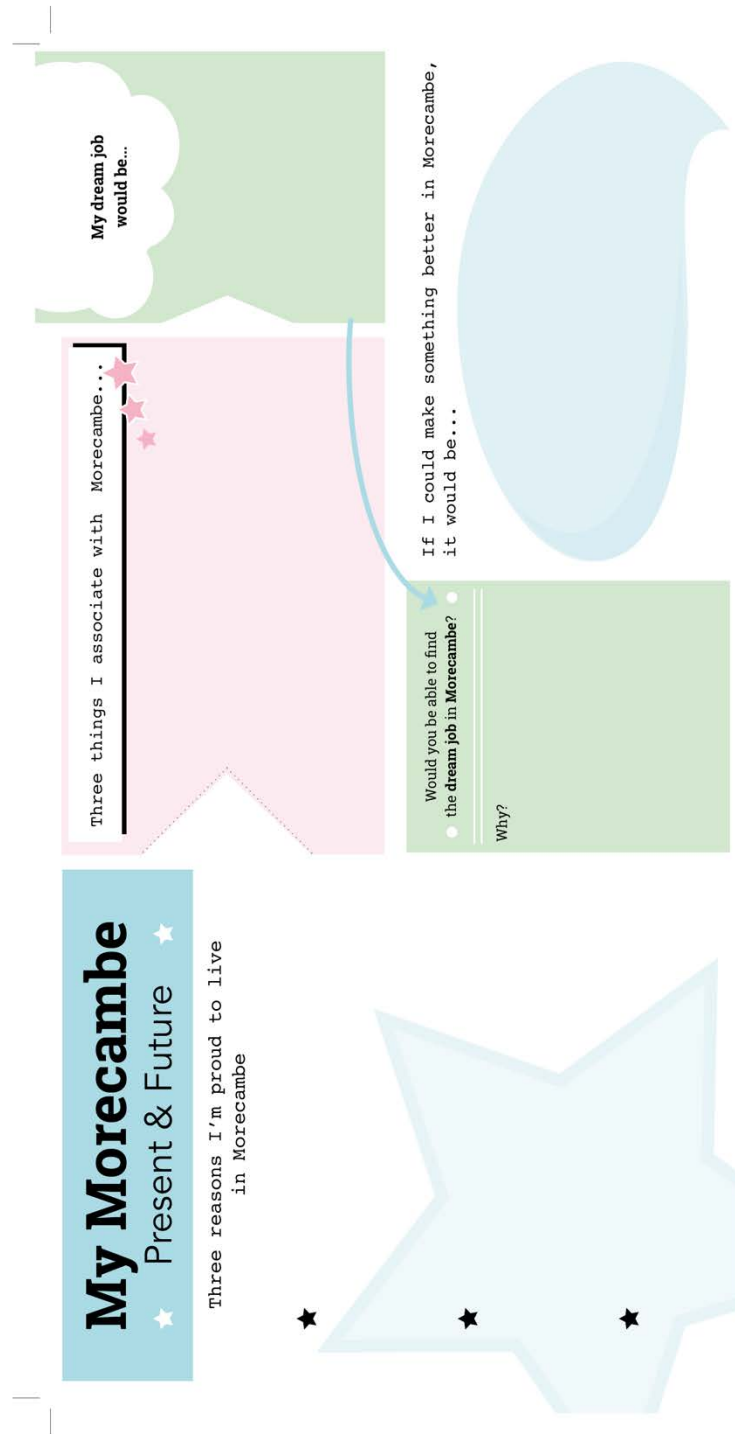 My Morecambe
Present & Future
Three reasons I'm proud to live
in Morecambe
Three things I associate with Morecambe...
My dream job
would be...
Would you be able to find
the dream job in Morecambe?
Why?
If I could make something better in Morecambe,
it would be...